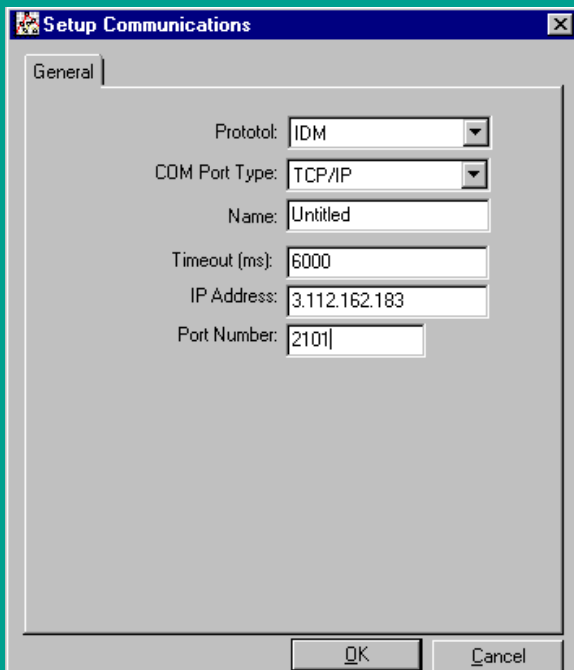 Setup Communications
General
Prototol: IDM
COM Port Type: TCP/IP
Name: Untitled
Timeout (ms): 6000
IP Address: 3.112.162.183
Port Number: 2101
OK Cancel